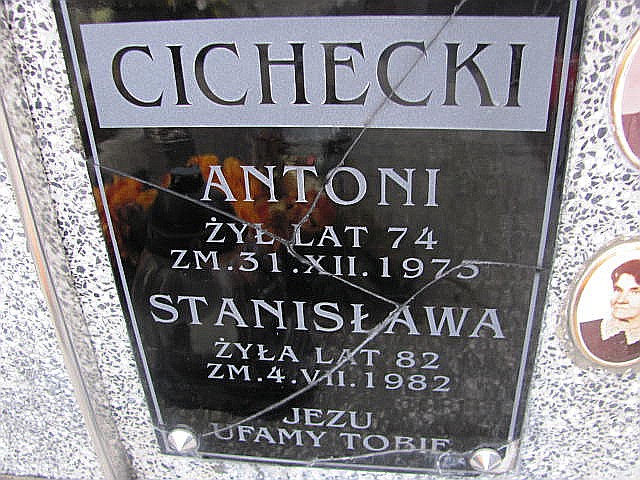 CICHECKI
ANTONI
ŻYŁ LAT 74
ZM.31.XII.1975
STANISŁAWA
ŻYŁA LAT 82
ZM.4.VII.1982
JEZU
UFAMY TOBIE